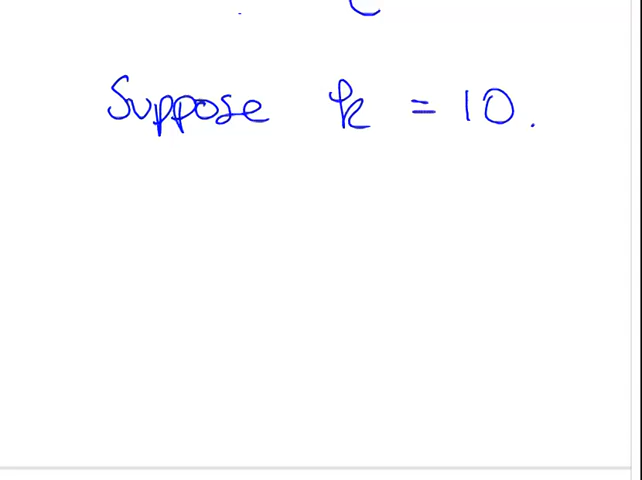 Suppose k = 10.